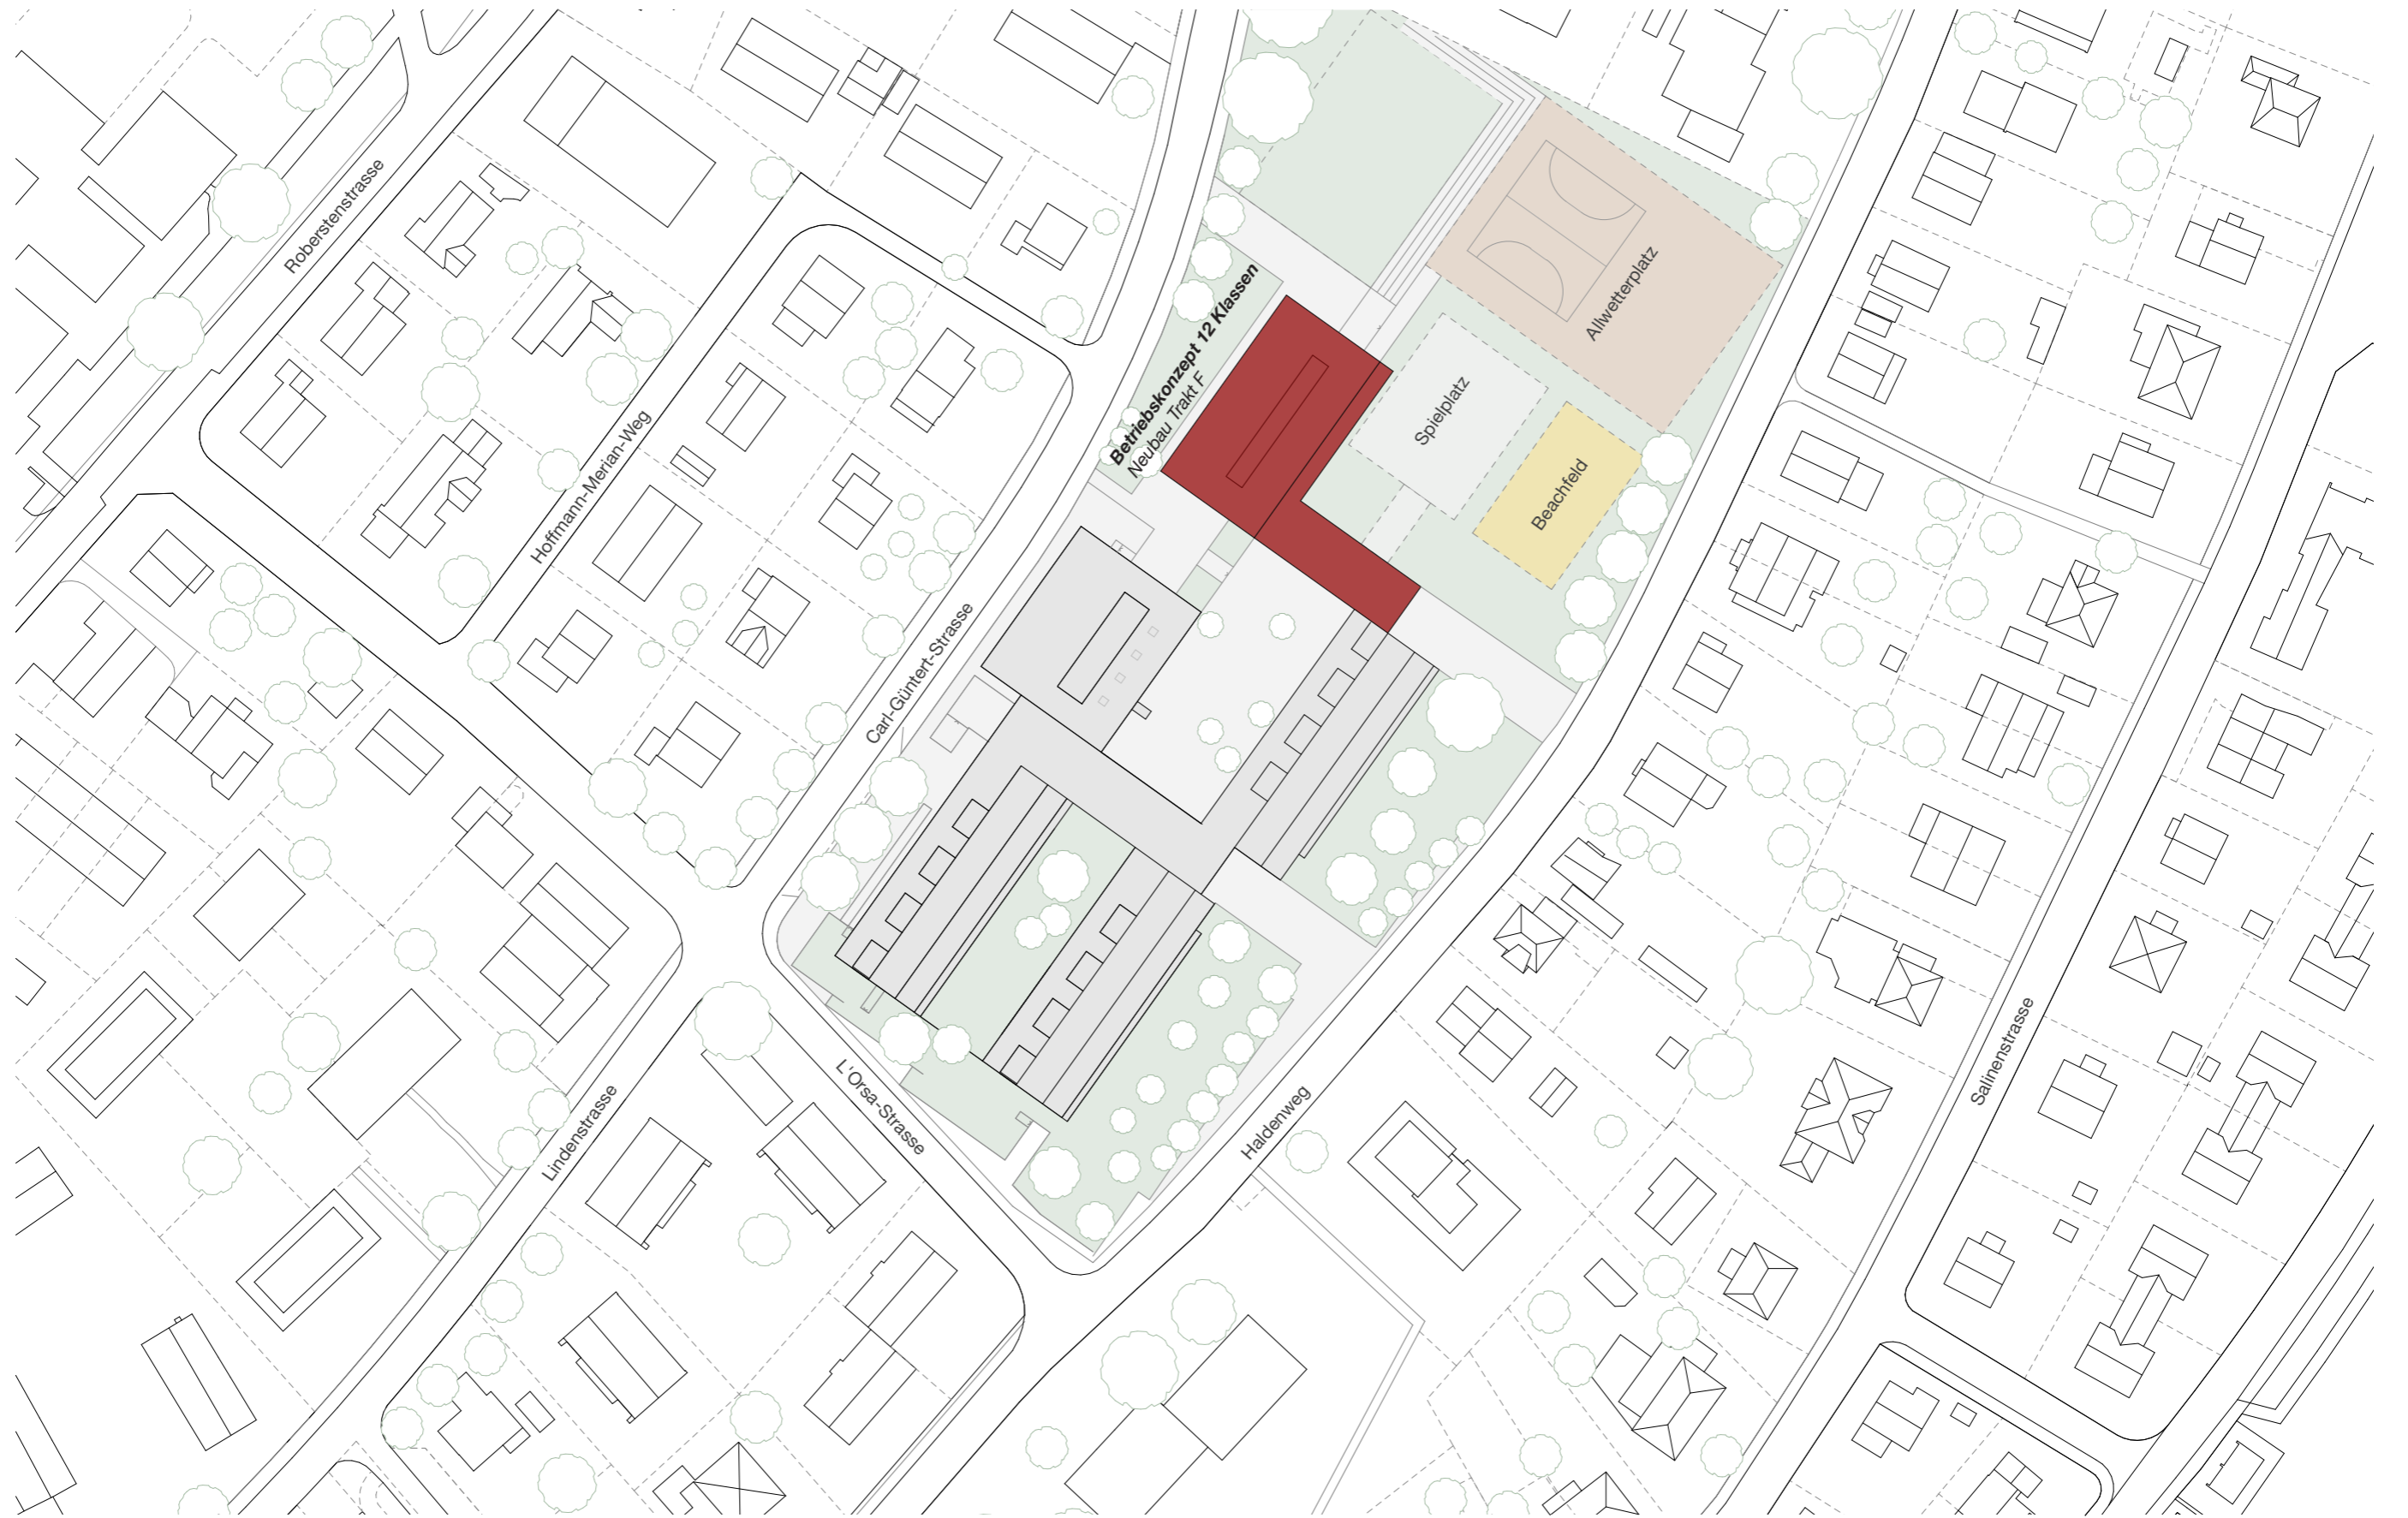 Roberstenstrasse
Hoffmann-Merian-Weg
Carl-Güntert-Strasse
Betriebskonzept 12 Klassen
Neubau Trakt F
Allwetterplatz
Spielplatz
Beachfeld
Lindenstrasse
L'Orsa-Strasse
Haldenweg
Salinenstrasse